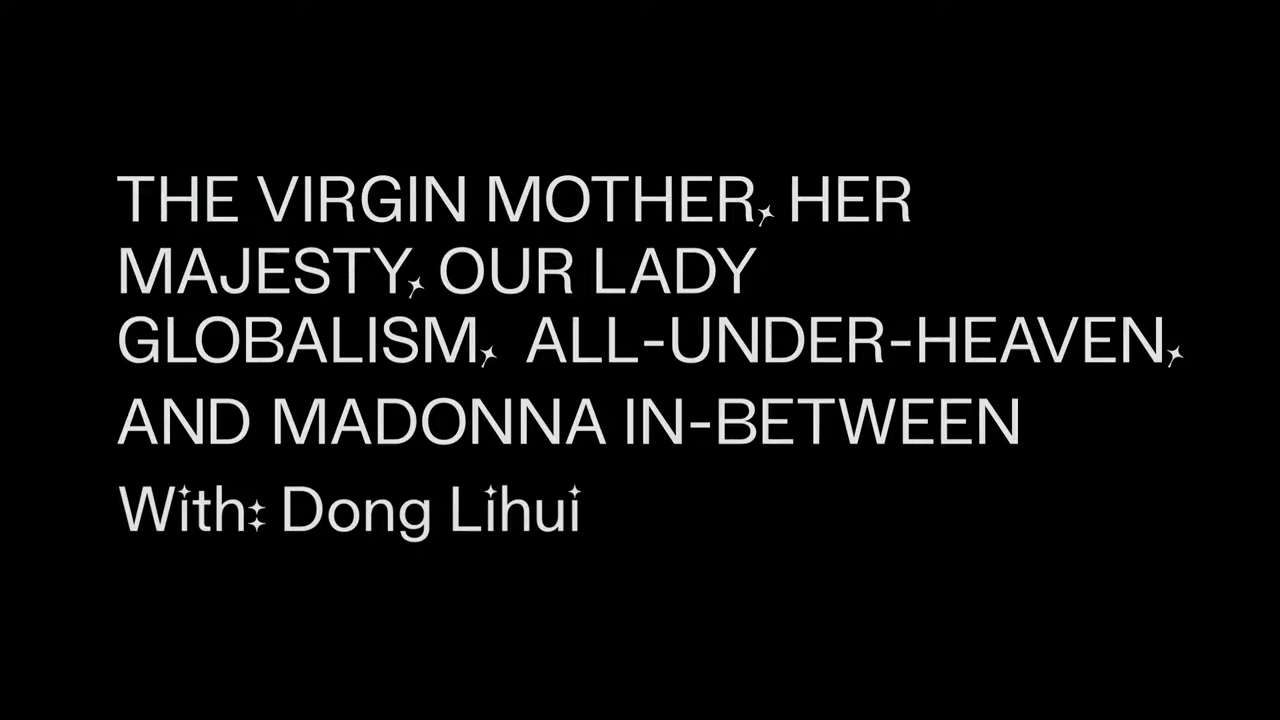 THE VIRGIN MOTHER, HER
MAJESTY, OUR LADY
GLOBALISM, ALL-UNDER-HEAVEN,
AND MADONNA IN-BETWEEN
With: Dong Lihui